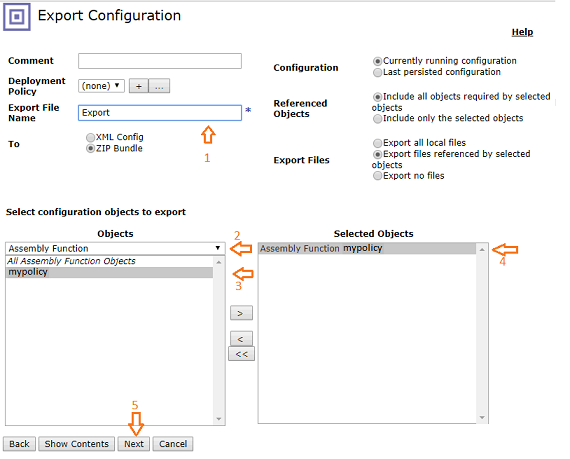 Export Configuration
Help
Comment
Deployment
Policy
(none) ▼ + ...
Export File
Name
Export *
1
To
XML Config
ZIP Bundle
Configuration
Currently running configuration
Last persisted configuration
Referenced
Objects
Include all objects required by selected
objects
Include only the selected objects
Export Files
Export all local files
Export files referenced by selected
objects
Export no files
Select configuration objects to export
Objects
Selected Objects
Assembly Function ▼
2
All Assembly Function Objects
mypolicy
3
Assembly Function mypolicy
4
>
<
<<
5
Back Show Contents Next Cancel